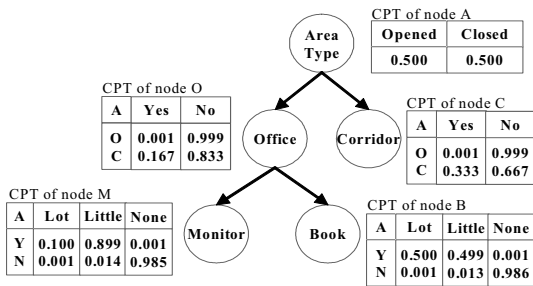 CPT of node A
Area Type
Opened Closed
0.500 0.500
CPT of node O
A Yes No
O 0.001 0.999
C 0.167 0.833
Office
Corridor
CPT of node C
A Yes No
O 0.001 0.999
C 0.333 0.667
CPT of node M
A Lot Little None
Y 0.100 0.899 0.001
N 0.001 0.014 0.985
Monitor
Book
CPT of node B
A Lot Little None
Y 0.500 0.499 0.001
N 0.001 0.013 0.986